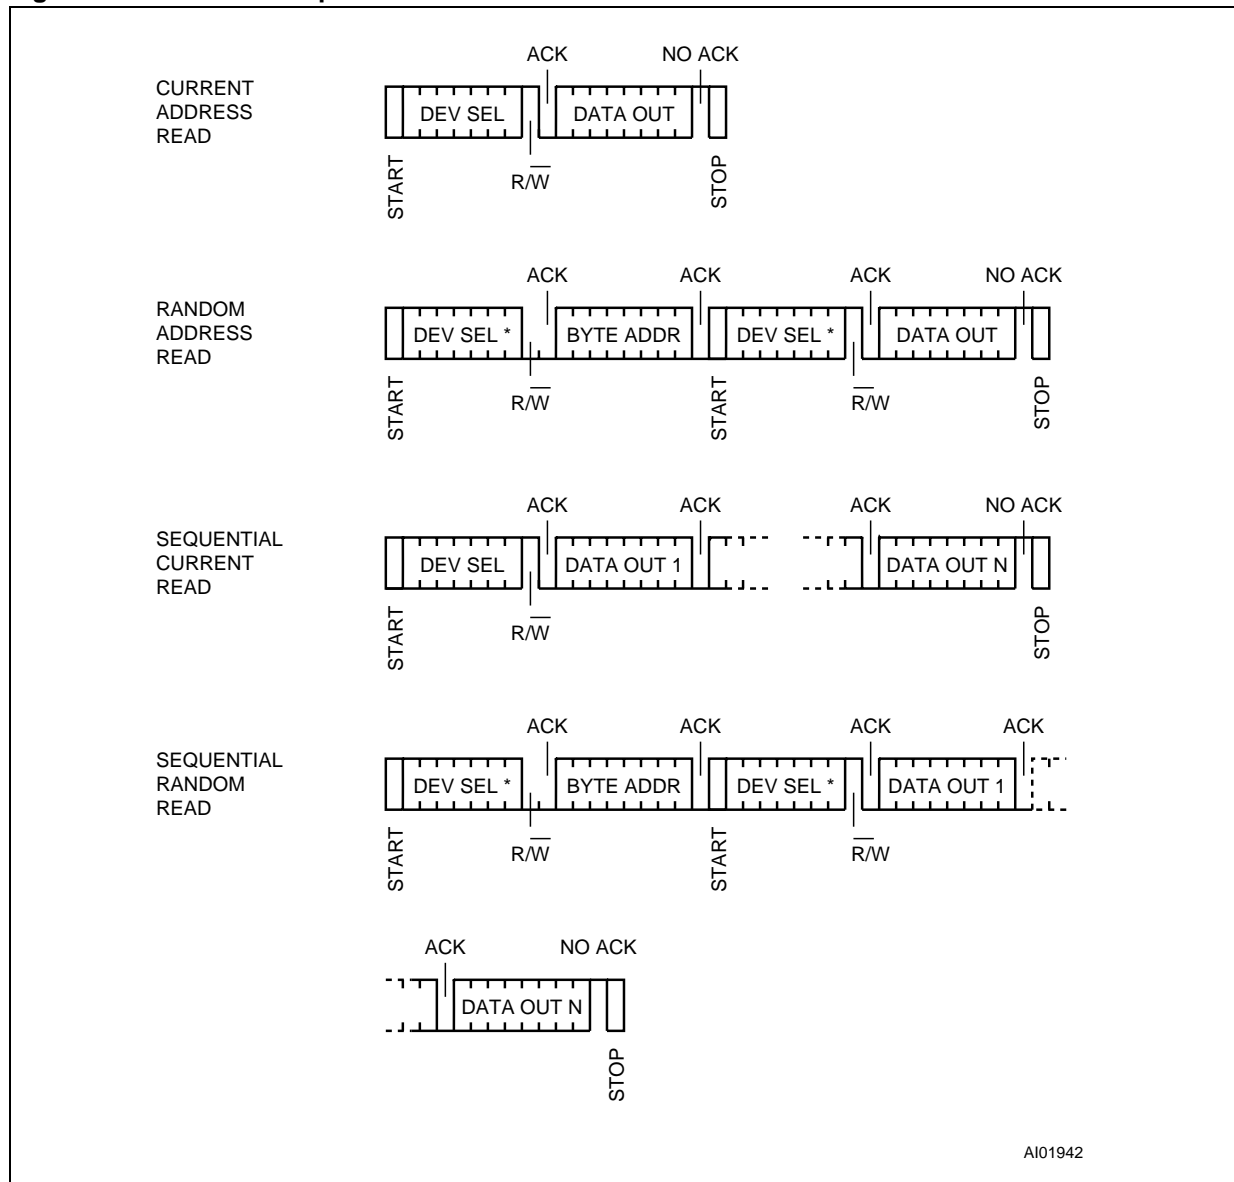 ACK NO ACK
CURRENT
ADDRESS
READ
DEV SEL DATA OUT
START R/W̅ STOP
ACK ACK ACK NO ACK
RANDOM
ADDRESS
READ
DEV SEL * BYTE ADDR DEV SEL * DATA OUT
START R/W̅ START R̅/W STOP
ACK ACK ACK NO ACK
SEQUENTIAL
CURRENT
READ
DEV SEL DATA OUT 1 DATA OUT N
START R/W̅ STOP
ACK ACK ACK ACK
SEQUENTIAL
RANDOM
READ
DEV SEL * BYTE ADDR DEV SEL * DATA OUT 1
START R/W̅ START R̅/W
ACK NO ACK
DATA OUT N
STOP
AI01942